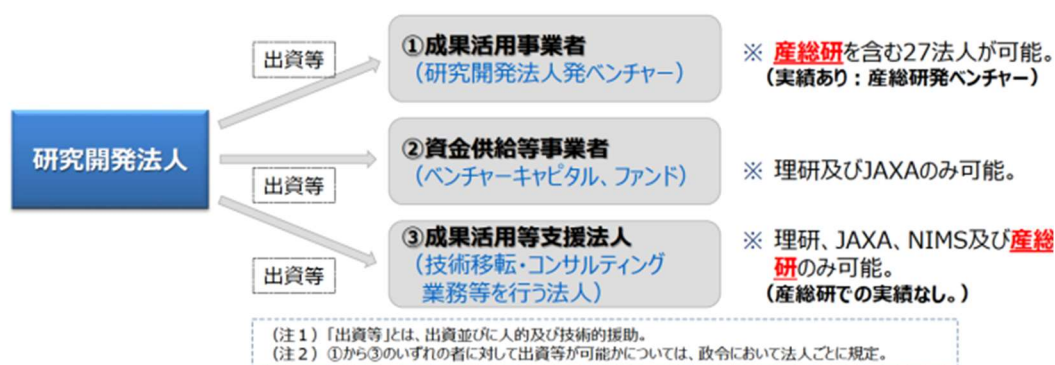 研究開発法人
出資等
①成果活用事業者
(研究開発法人発ベンチャー)
※ 産総研を含む27法人が可能。
(実績あり:産総研発ベンチャー)
出資等
②資金供給等事業者
(ベンチャーキャピタル、ファンド)
※ 理研及びJAXAのみ可能。
出資等
③成果活用等支援法人
(技術移転・コンサルティング
業務等を行う法人)
※ 理研、JAXA、NIMS及び産総
研のみ可能。
(産総研での実績なし。)
(注1)「出資等」とは、出資並びに人的及び技術的援助。
(注2)①から③のいずれの者に対して出資等が可能かについては、政令において法人ごとに規定。